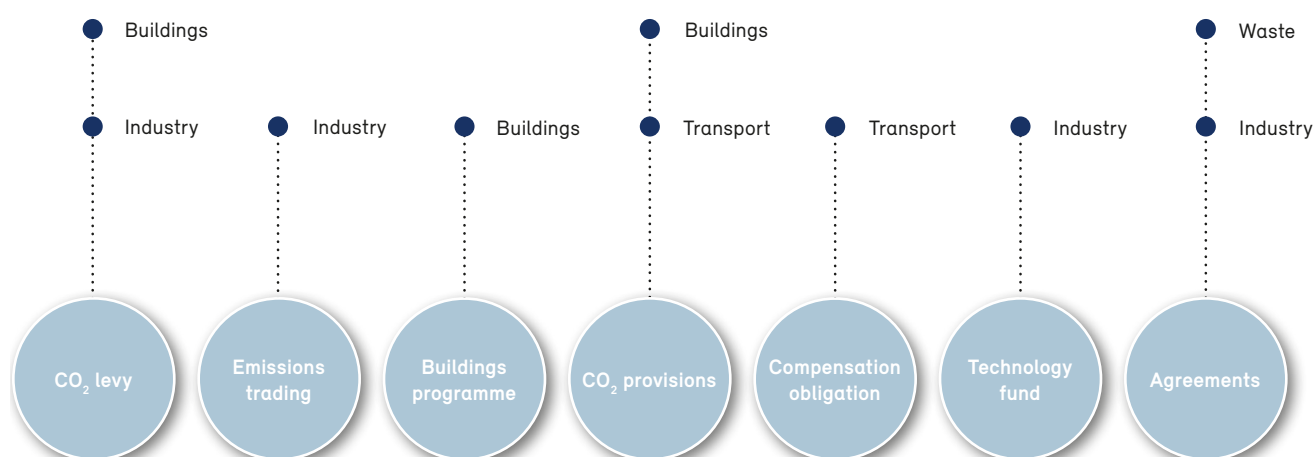 Buildings
Buildings
Waste
Industry
Industry
Buildings
Transport
Transport
Industry
Industry
CO₂ levy
Emissions
trading
Buildings
programme
CO₂ provisions
Compensation
obligation
Technology
fund
Agreements